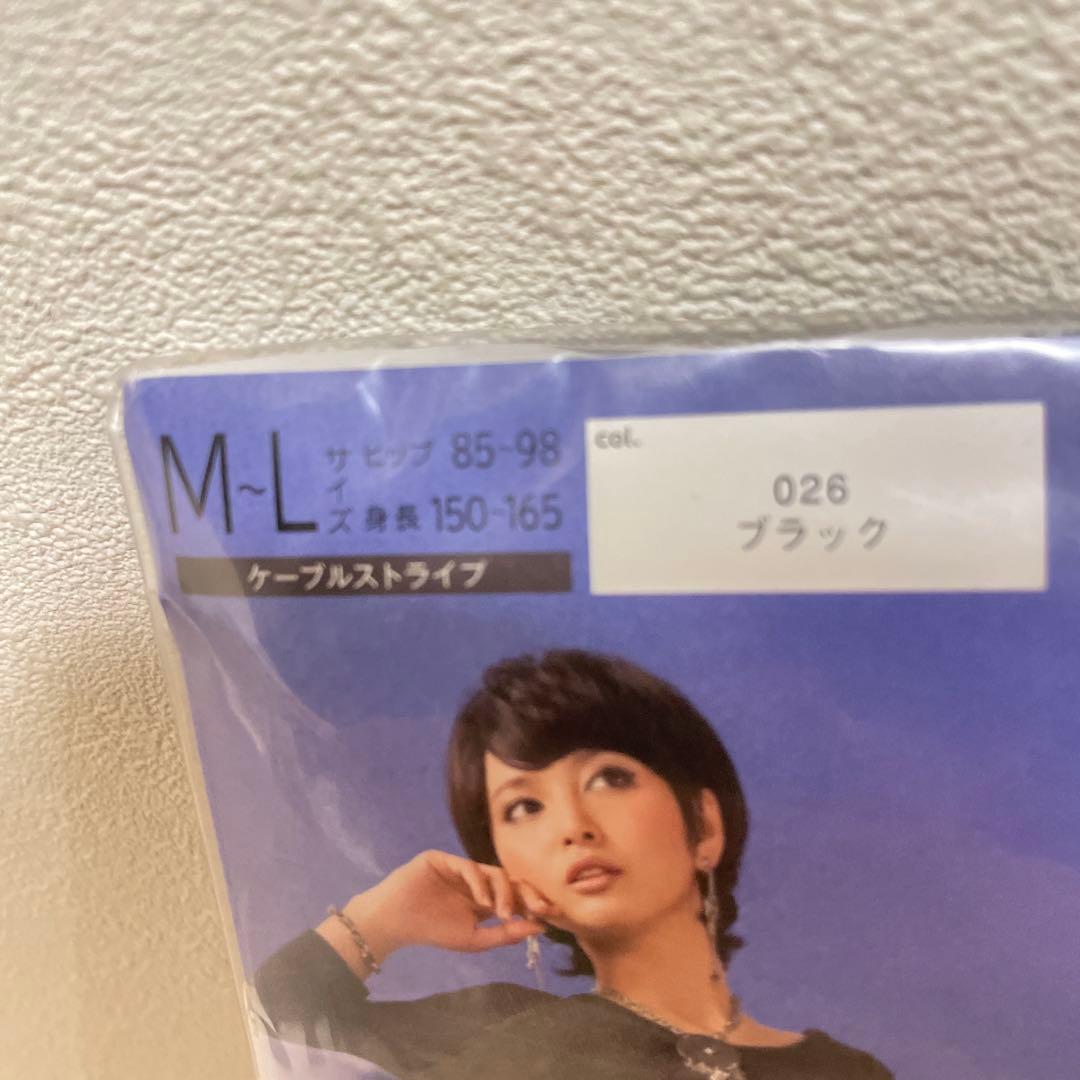 M~L サイズ ヒップ 85~98
身長 150~165
ケーブルストライプ
col.
026
ブラック